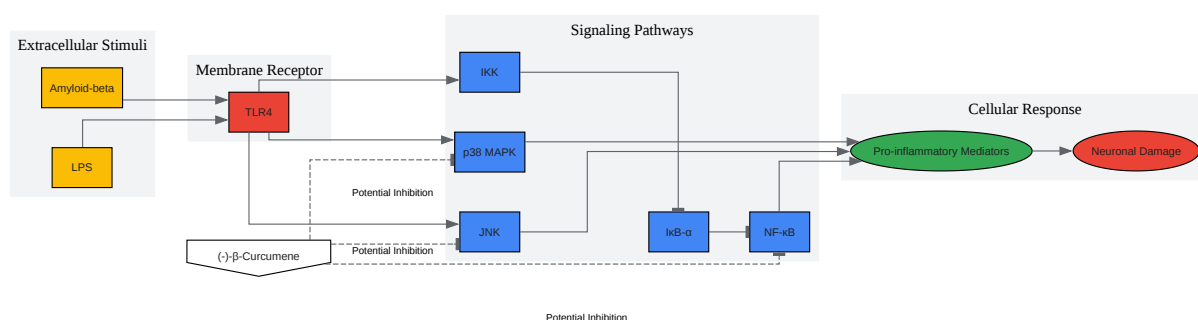 Extracellular Stimuli
Amyloid-beta
LPS
Membrane Receptor
TLR4
Signaling Pathways
IKK
p38 MAPK
Potential Inhibition
JNK
IκB-α
NF-κB
(-)-β-Curcumene
Potential Inhibition
Potential Inhibition
Cellular Response
Pro-inflammatory Mediators
Neuronal Damage